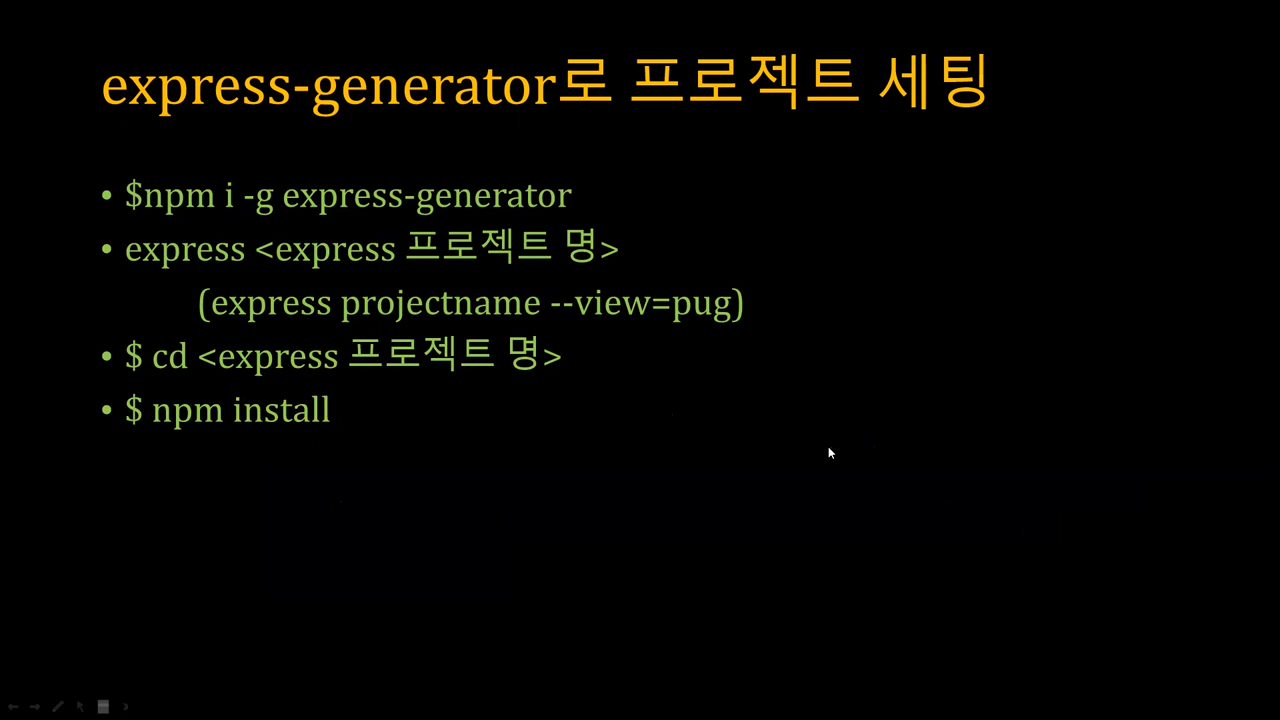 express-generator로 프로젝트 세팅
• $npm i -g express-generator
• express <express 프로젝트 명>
(express projectname --view=pug)
• $ cd <express 프로젝트 명>
• $ npm install